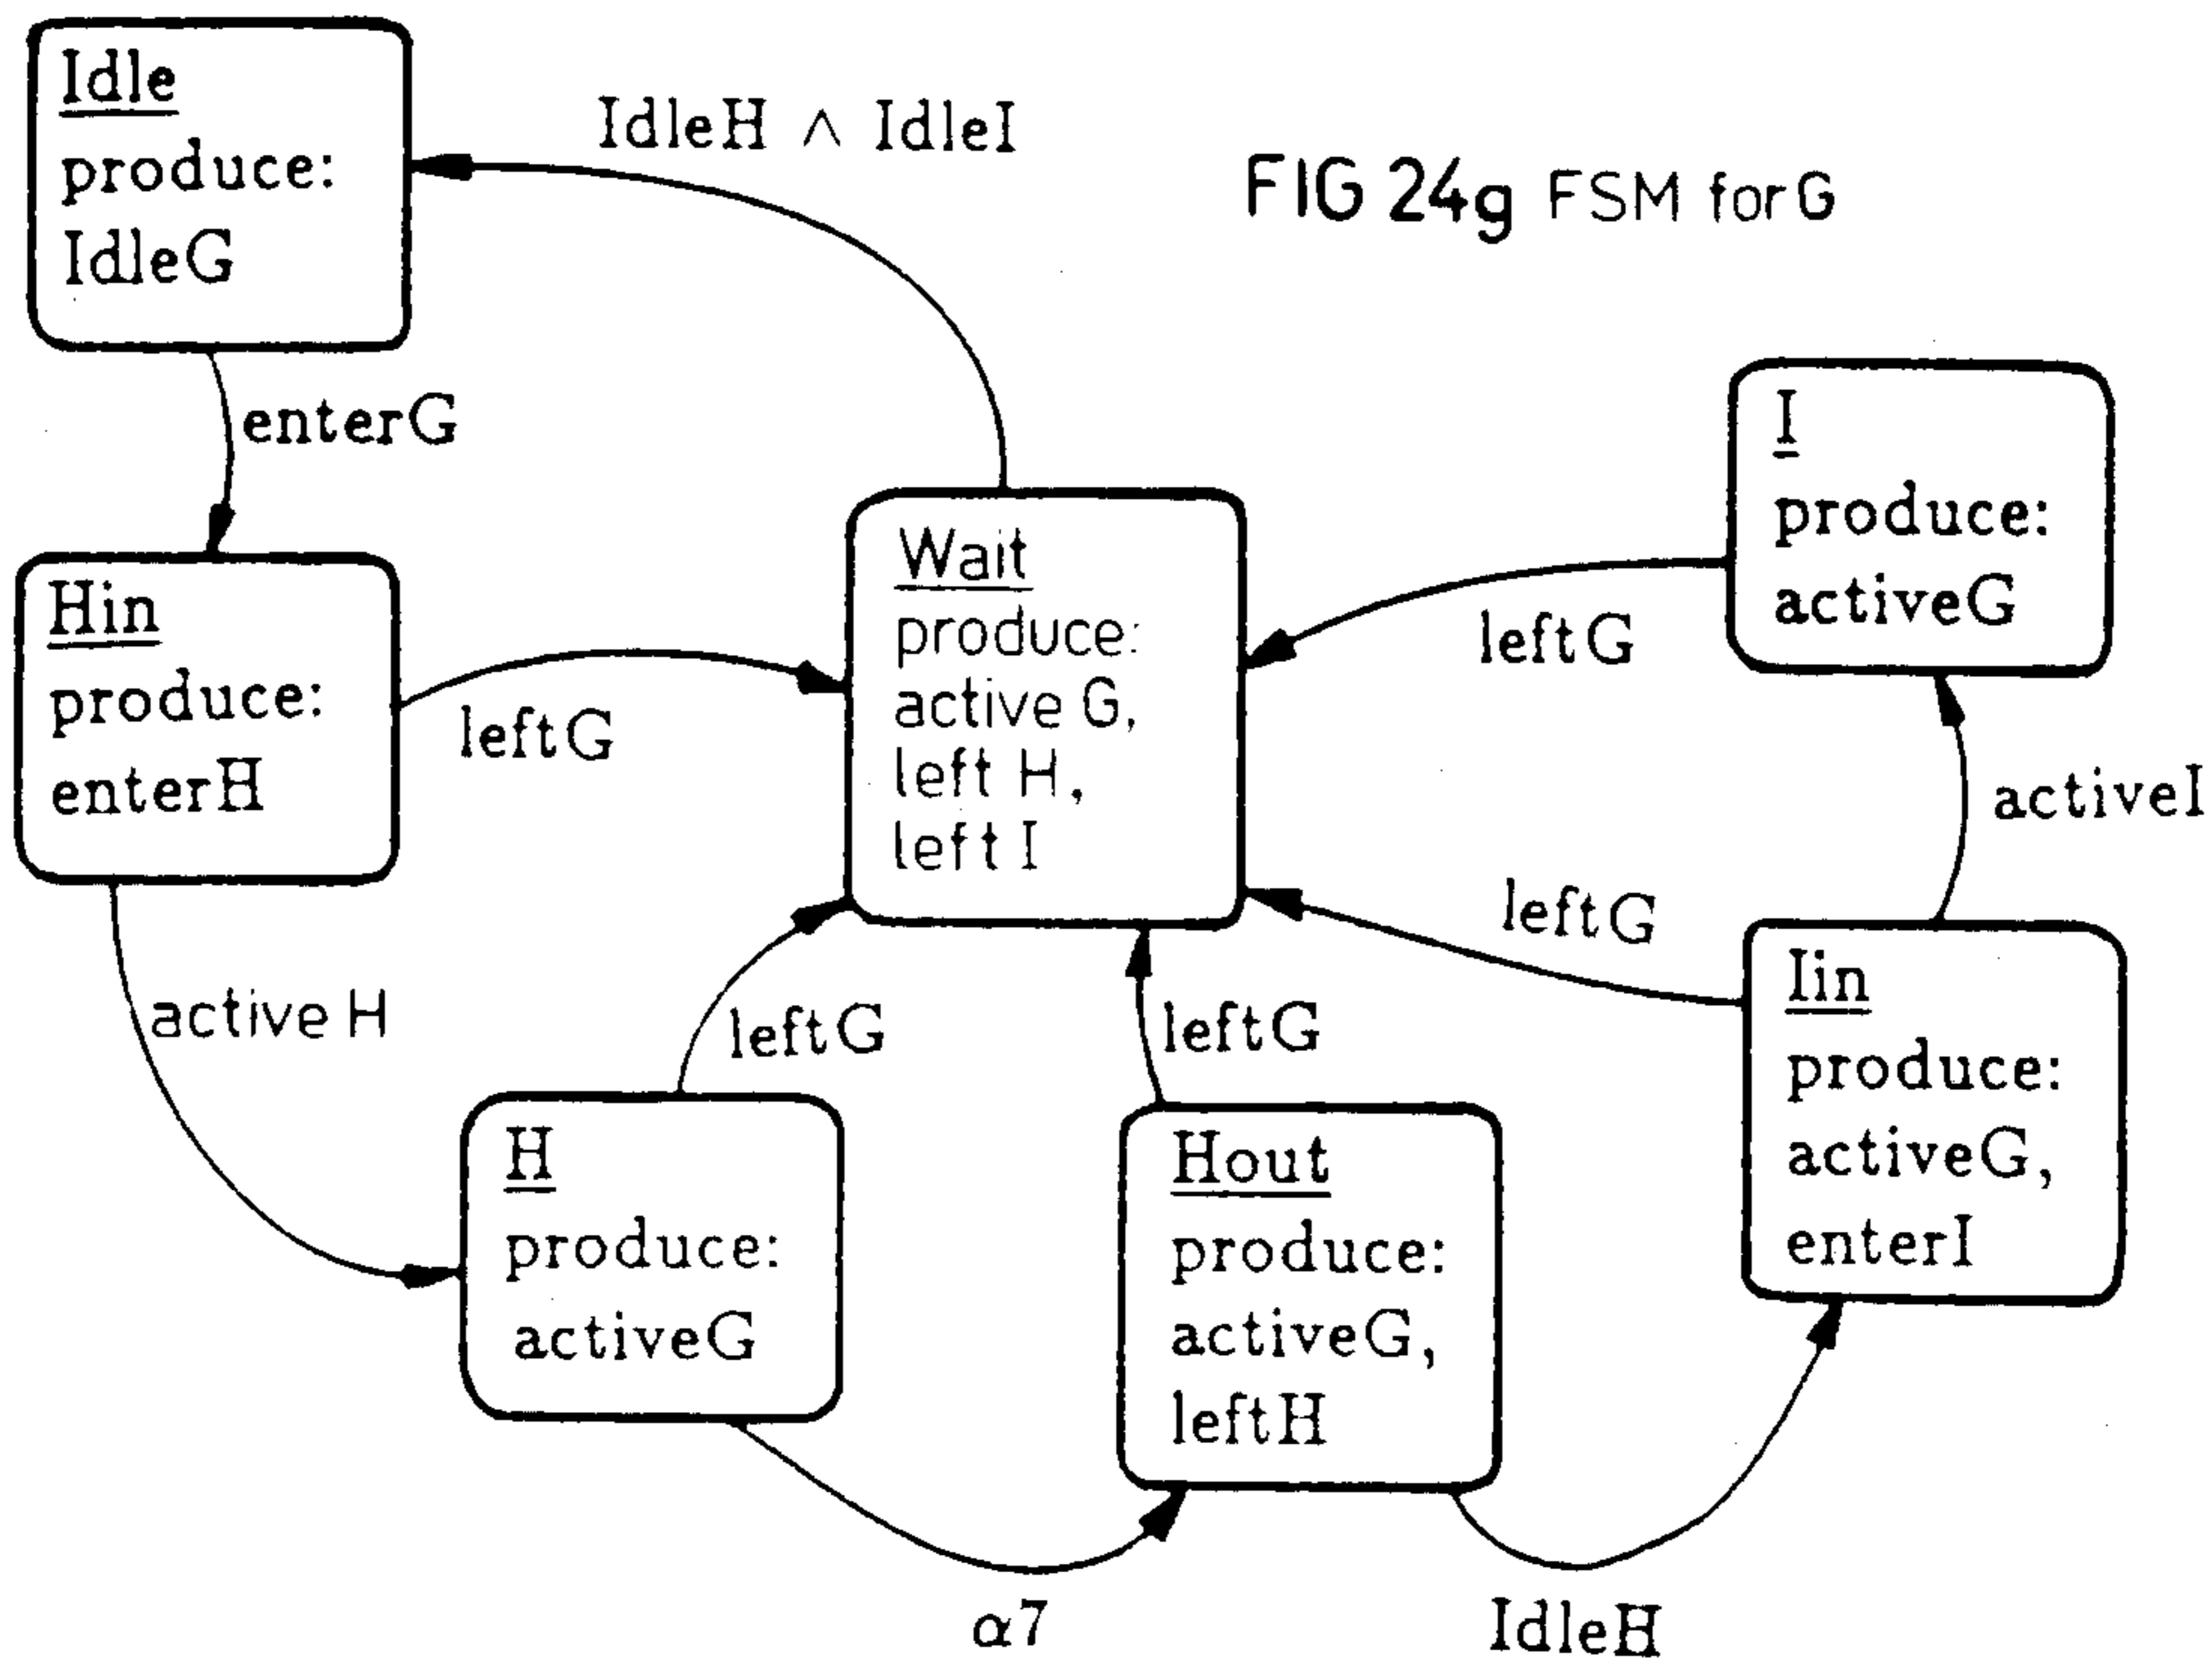 Idle
produce:
IdleG
IdleH ∧ IdleI
FIG 24g FSM for G
enterG
Hin
produce:
enterH
leftG
Wait
produce:
active G,
left H,
left I
I
produce:
activeG
leftG
activeI
leftG
active H
leftG
leftG
Iin
produce:
activeG,
enterI
H
produce:
activeG
Hout
produce:
activeG,
leftH
α7
IdleH